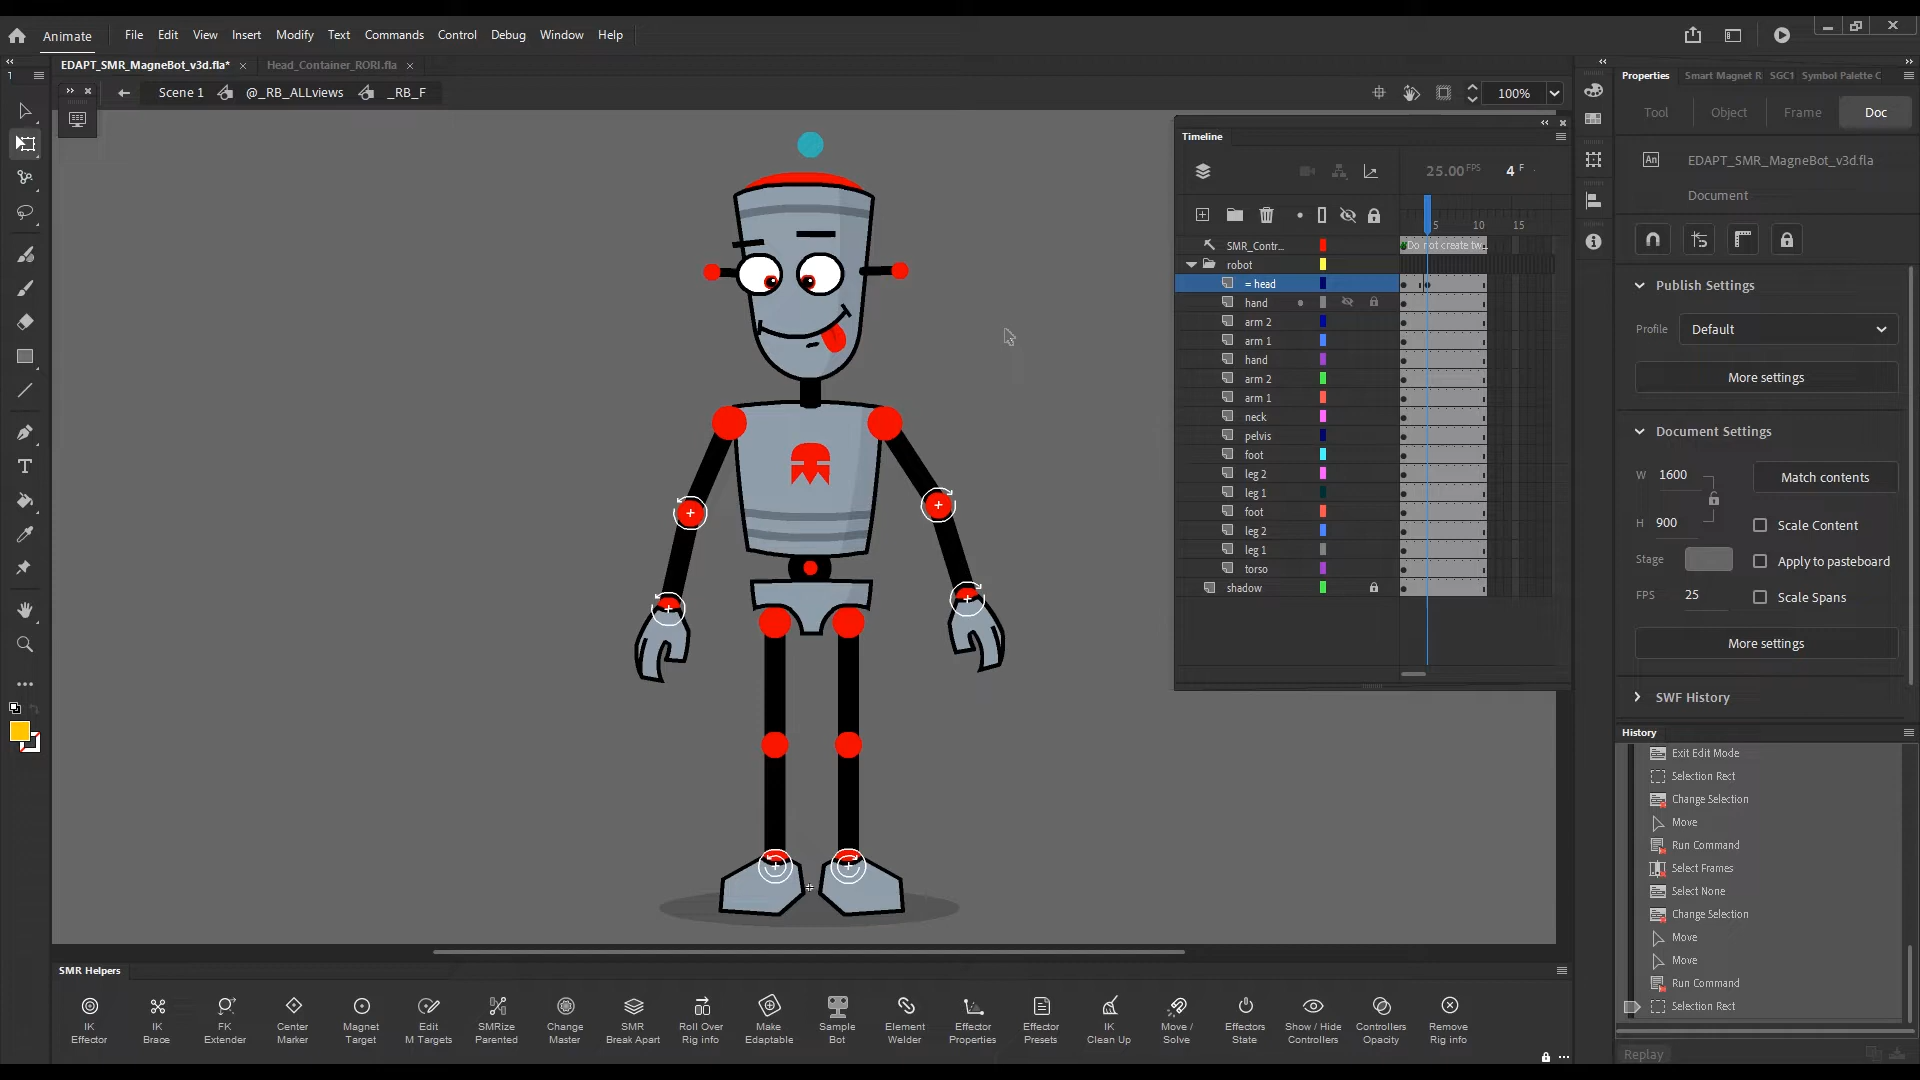 Animate
File Edit View Insert Modify Text Commands Control Debug Window Help
EDAPT_SMR_MagneBot_v3d.fla* Head_Container_RORI.fla
Scene 1 @_RB_ALLviews _RB_F
100%
Timeline
25.00 FPS 4 F
5 10 15
SMR_Contr... Do not create tw
robot
= head
hand
arm 2
arm 1
hand
arm 2
arm 1
neck
pelvis
foot
leg 2
leg 1
foot
leg 2
leg 1
torso
shadow
Properties Smart Magnet R SGC1 Symbol Palette C
Tool Object Frame Doc
An EDAPT_SMR_MagneBot_v3d.fla
Document
Publish Settings
Profile Default
More settings
Document Settings
W 1600 Match contents
H 900 Scale Content
Stage Apply to pasteboard
FPS 25 Scale Spans
More settings
SWF History
History
Exit Edit Mode
Selection Rect
Change Selection
Move
Run Command
Select Frames
Select None
Change Selection
Move
Move
Run Command
Selection Rect
Replay
SMR Helpers
IK Effector
IK Brace
FK Extender
Center Marker
Magnet Target
Edit M Targets
SMRize Parented
Change Master
SMR Break Apart
Roll Over Rig info
Make Adaptable
Sample Bot
Element Welder
Effector Properties
Effector Presets
IK Clean Up
Move / Solve
Effectors State
Show / Hide Controllers
Controllers Opacity
Remove Rig info